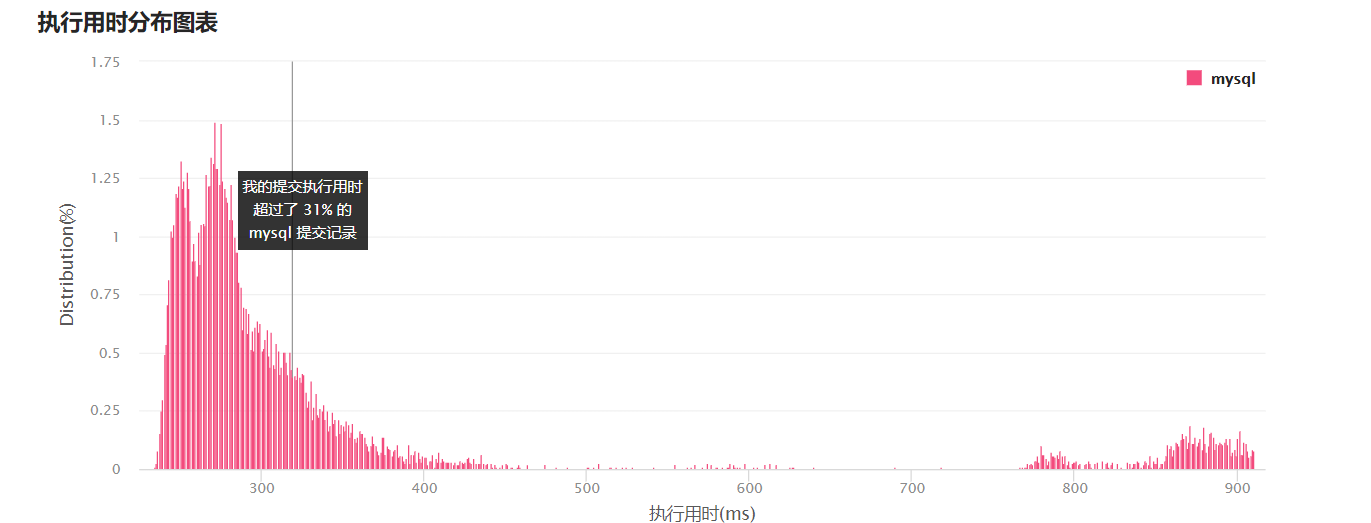 执行用时分布图表
1.75
mysql
1.5
1.25
我的提交执行用时
超过了 31% 的
mysql 提交记录
1
0.75
0.5
0.25
0
Distribution(%)
300 400 500 600 700 800 900
执行用时(ms)